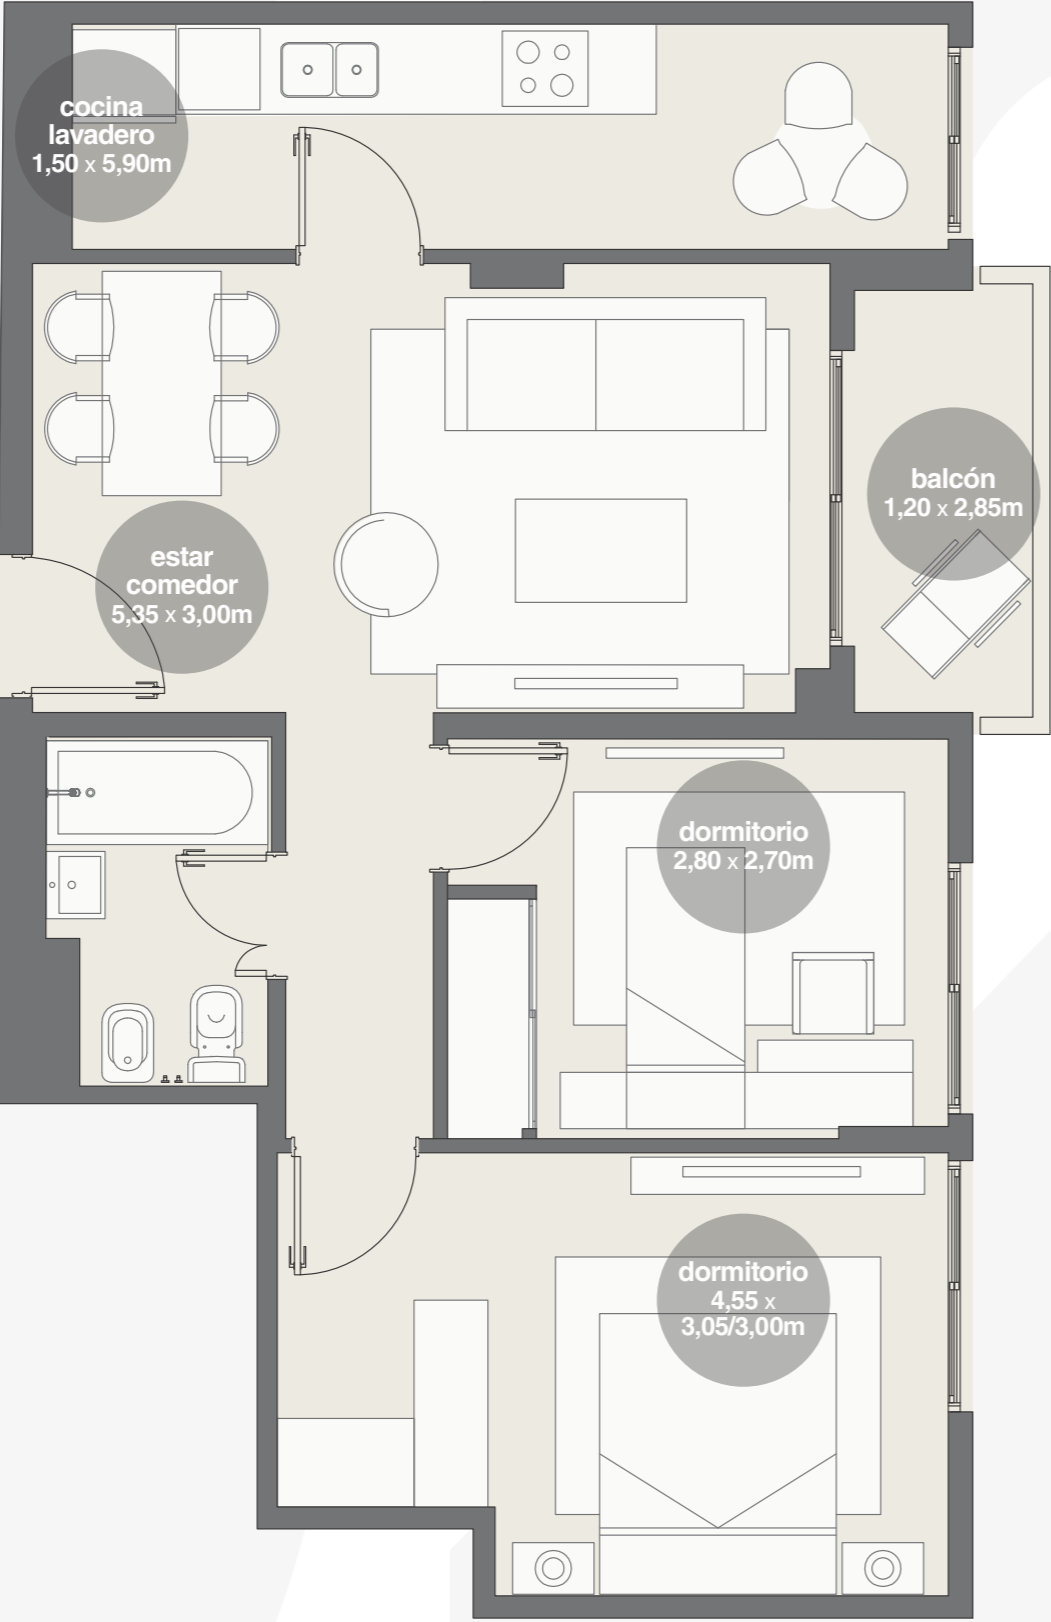 cocina
lavadero
1,50 x 5,90m
estar
comedor
5,35 x 3,00m
balcón
1,20 x 2,85m
dormitorio
2,80 x 2,70m
dormitorio
4,55 x
3,05/3,00m